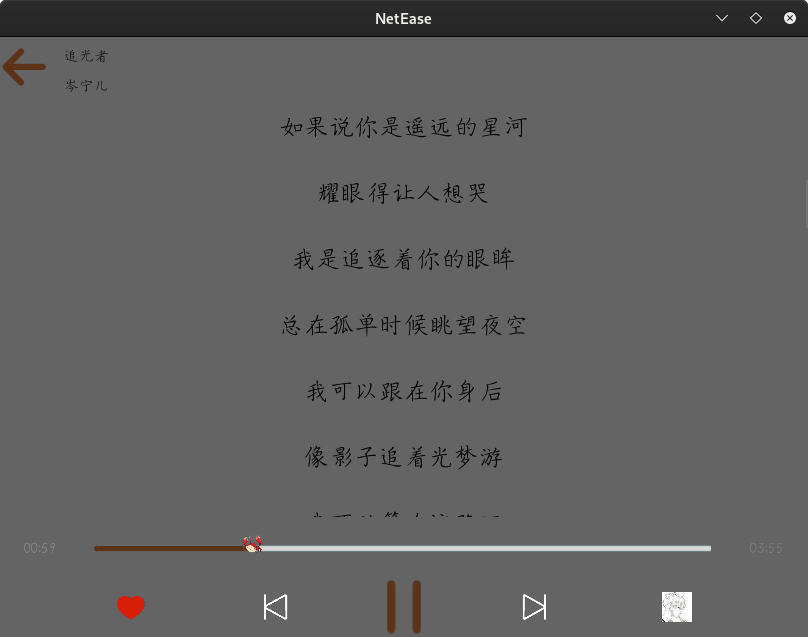 NetEase
追光者
岑宁儿
如果说你是遥远的星河
耀眼得让人想哭
我是追逐着你的眼眸
总在孤单时候眺望夜空
我可以跟在你身后
像影子追着光梦游
00:59
03:55